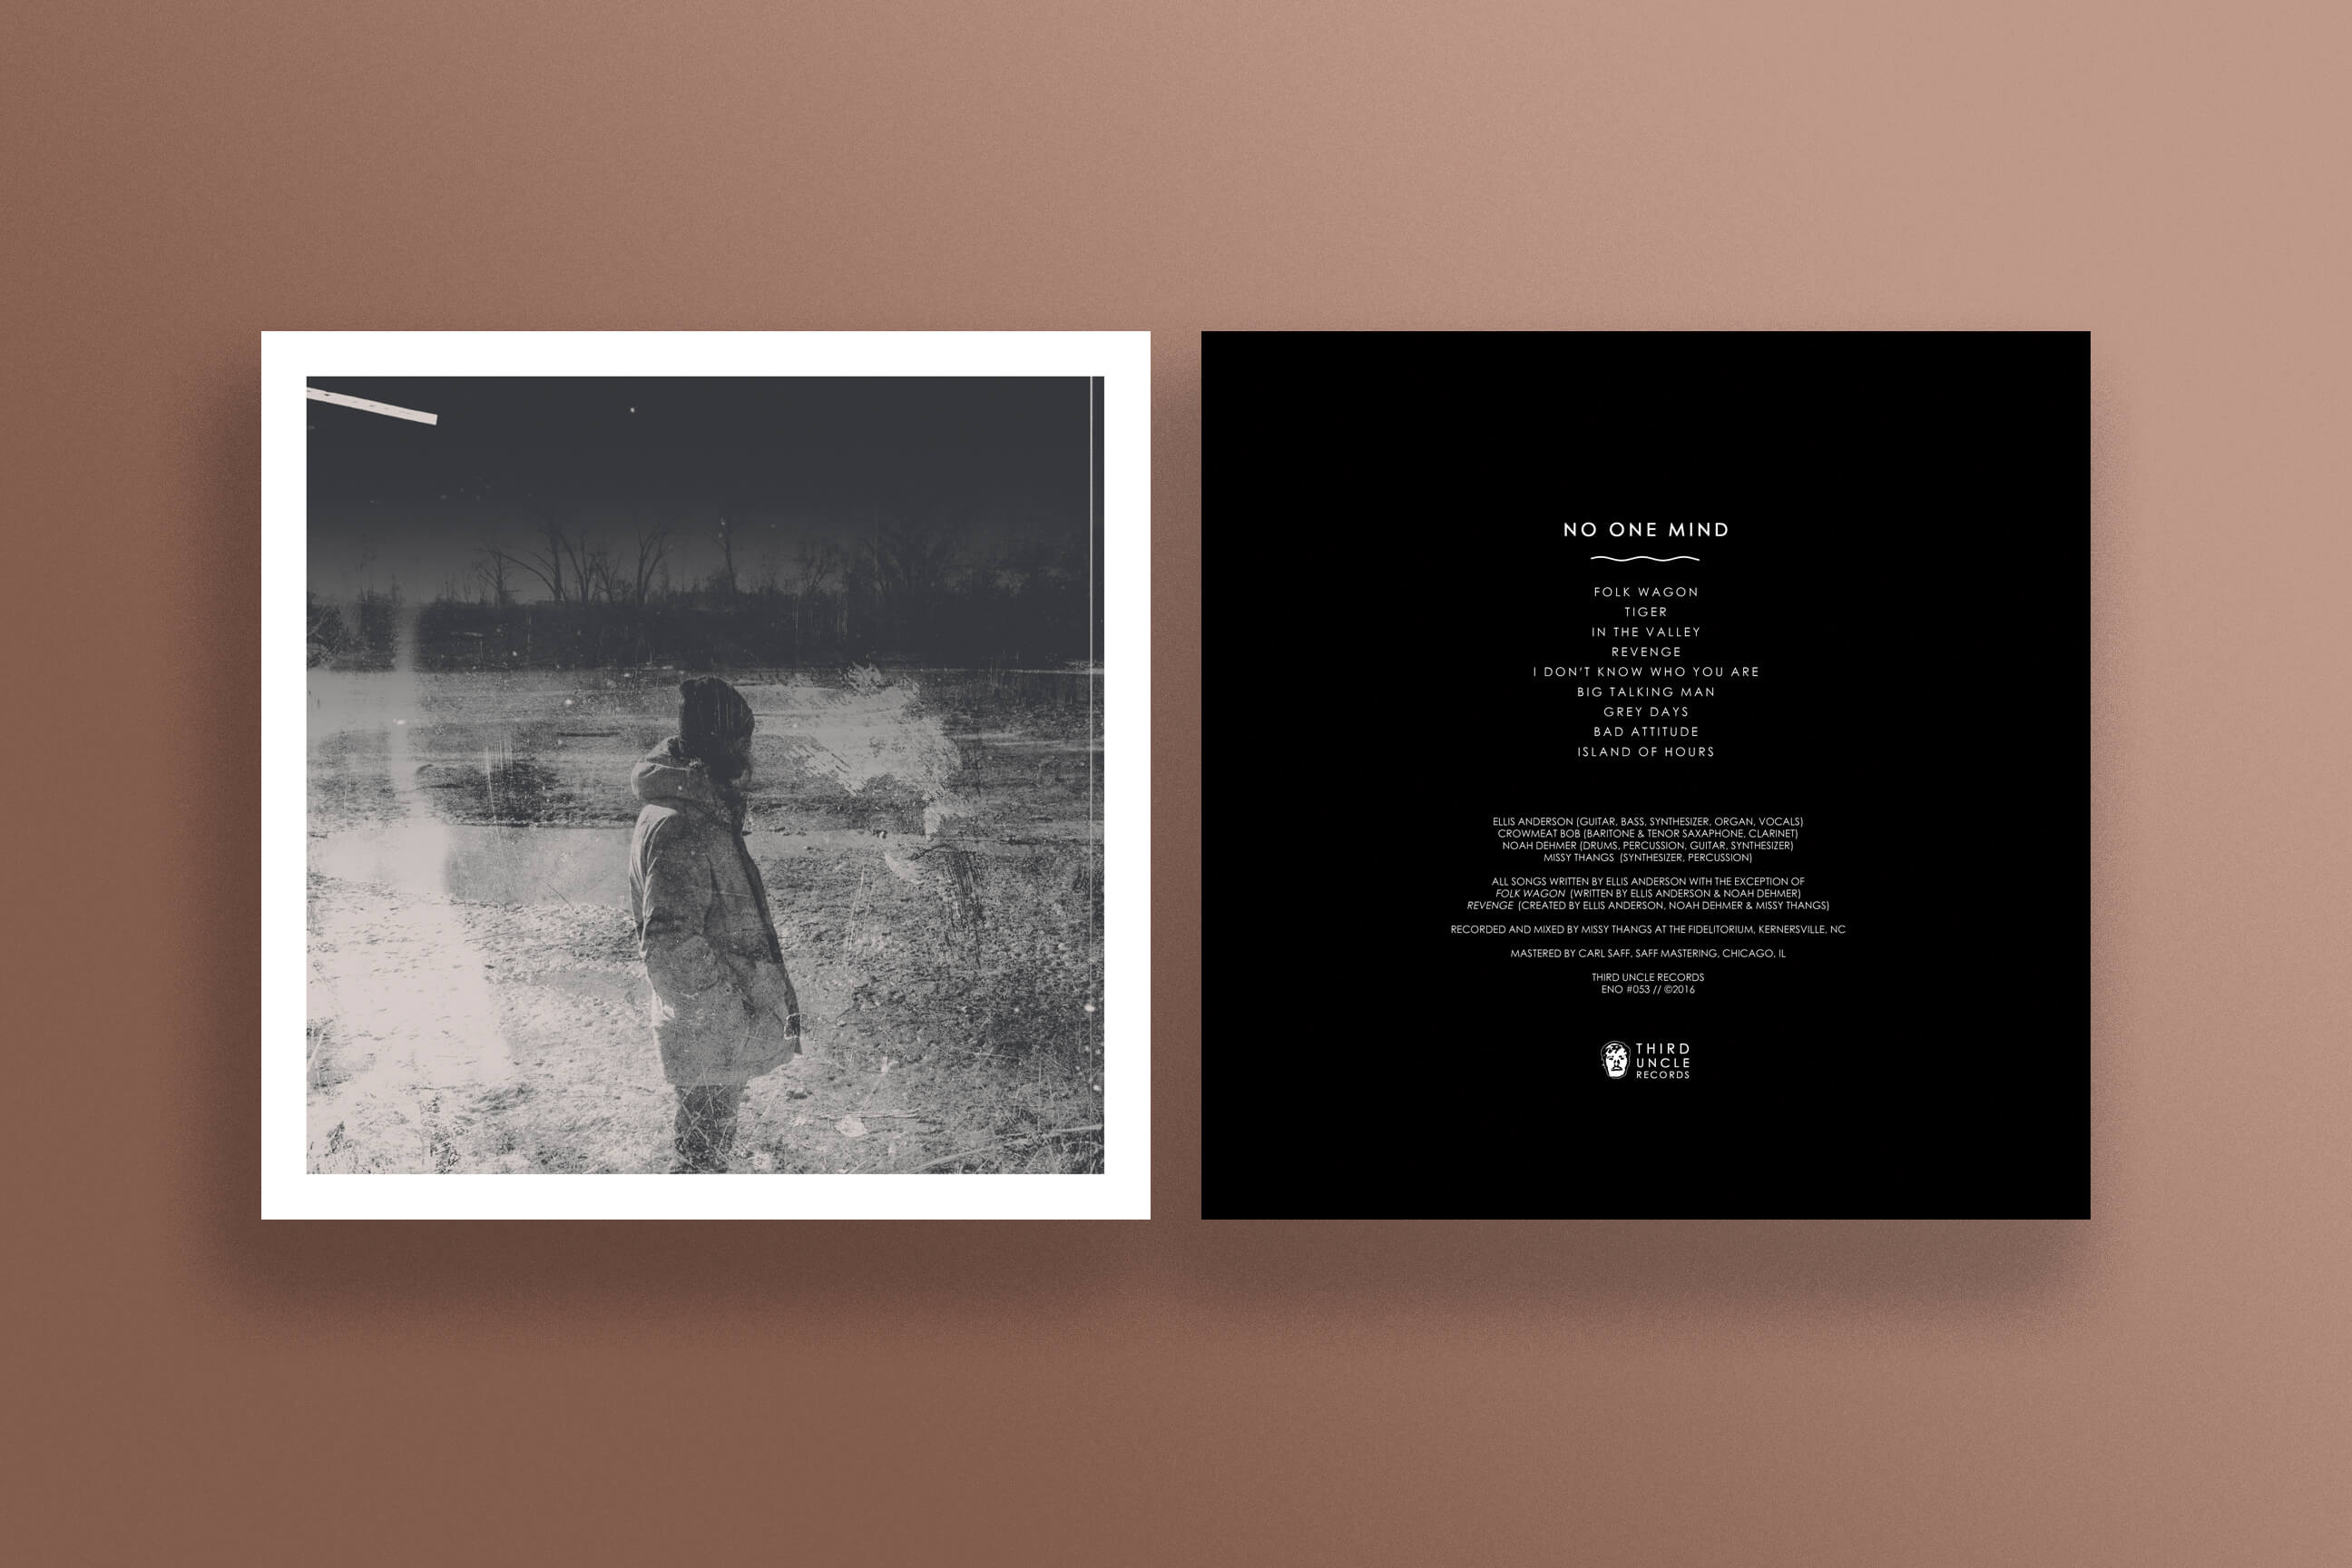 NO ONE MIND
FOLK WAGON
TIGER
IN THE VALLEY
REVENGE
I DON'T KNOW WHO YOU ARE
BIG TALKING MAN
GREY DAYS
BAD ATTITUDE
ISLAND OF HOURS
ELLIS ANDERSON (GUITAR, BASS, SYNTHESIZER, ORGAN, VOCALS)
CROWMEAT BOB (BARITONE & TENOR SAXAPHONE, CLARINET)
NOAH DEHMER (DRUMS, PERCUSSION, GUITAR, SYNTHESIZER)
MISSY THANGS (SYNTHESIZER, PERCUSSION)
ALL SONGS WRITTEN BY ELLIS ANDERSON WITH THE EXCEPTION OF
FOLK WAGON (WRITTEN BY ELLIS ANDERSON & NOAH DEHMER)
REVENGE (CREATED BY ELLIS ANDERSON, NOAH DEHMER & MISSY THANGS)
RECORDED AND MIXED BY MISSY THANGS AT THE FIDELITORIUM, KERNERSVILLE, NC
MASTERED BY CARL SAFF, SAFF MASTERING, CHICAGO, IL
THIRD UNCLE RECORDS
ENO #053 // ©2016
THIRD
UNCLE
RECORDS